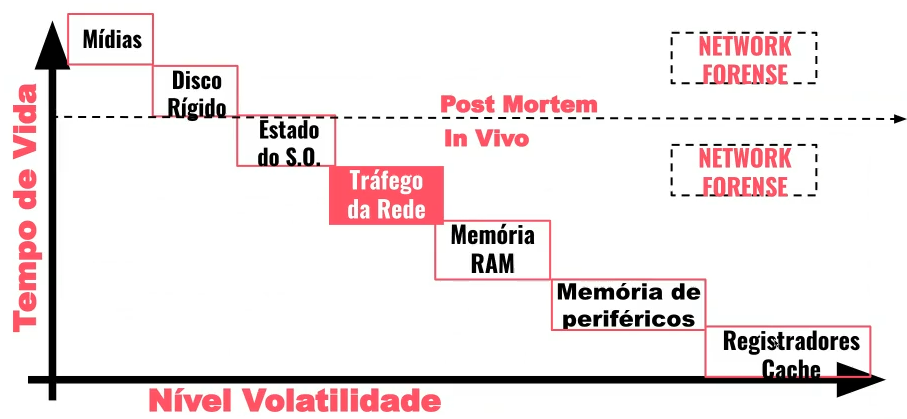 Mídias
NETWORK
FORENSE
Disco
Rígido
Post Mortem
In Vivo
Estado
do S.O.
NETWORK
FORENSE
Tráfego
da Rede
Memória
RAM
Memória de
periféricos
Registradores
Cache
Tempo de Vida
Nível Volatilidade